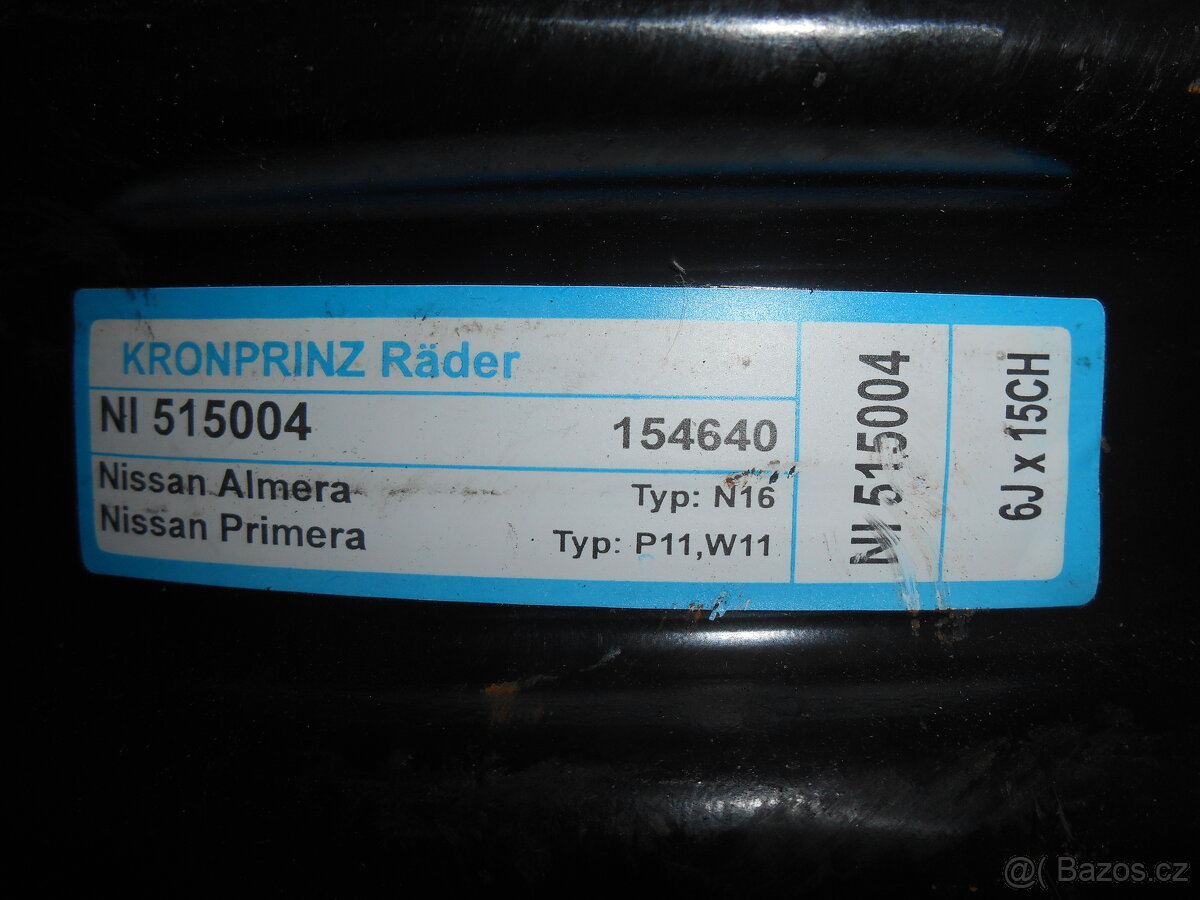 KRONPRINZ Räder
NI 515004 154640
Nissan Almera Typ: N16
Nissan Primera Typ: P11,W11
NI 515004
6J x 15CH
@( Bazos.cz